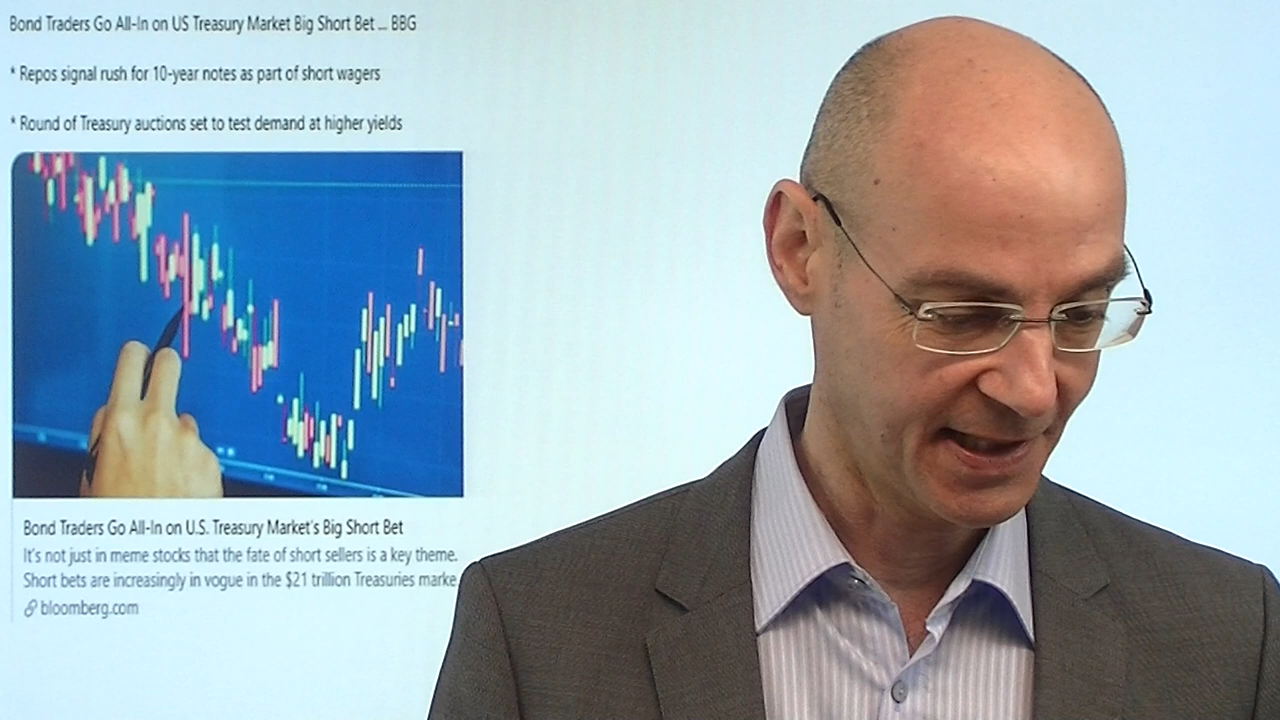 Bond Traders Go All-In on US Treasury Market Big Short Bet ... BBG
* Repos signal rush for 10-year notes as part of short wagers
* Round of Treasury auctions set to test demand at higher yields
Bond Traders Go All-In on U.S. Treasury Market's Big Short Bet
It's not just in meme stocks that the fate of short sellers is a key theme.
Short bets are increasingly in vogue in the $21 trillion Treasuries marke
bloomberg.com